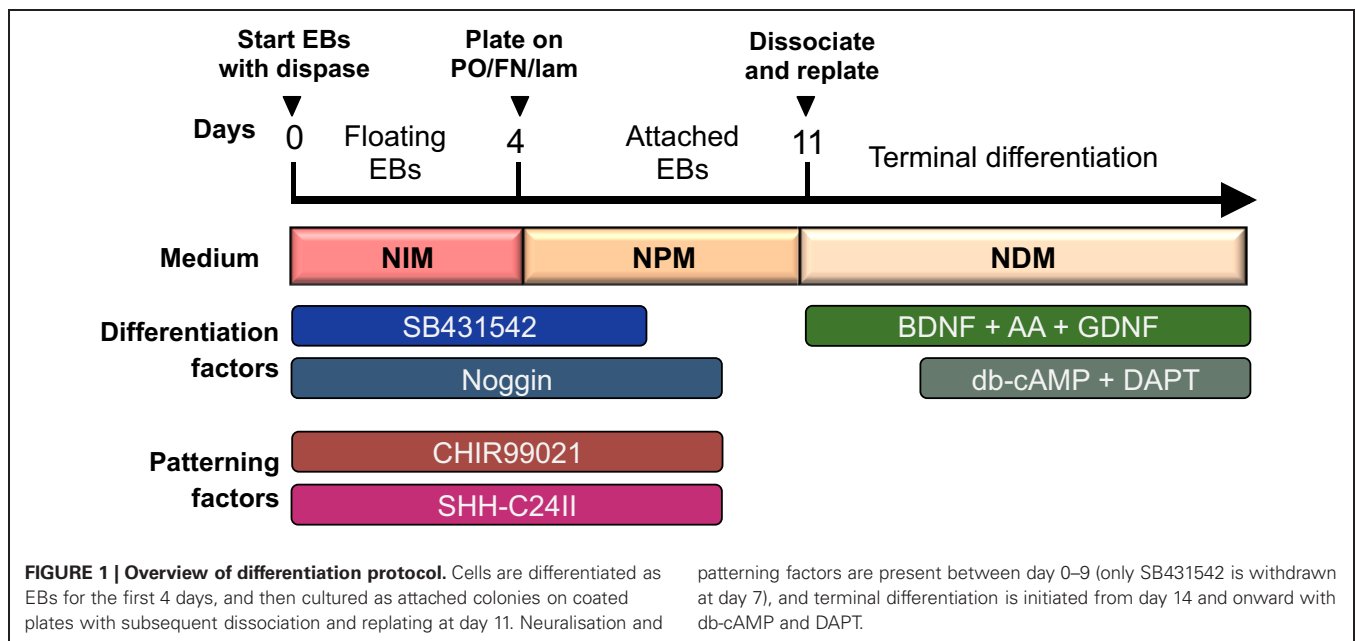 Start EBs
with dispase
Plate on
PO/FN/lam
Dissociate
and replate
Days
0
Floating
EBs
4
Attached
EBs
11
Terminal differentiation
Medium
NIM
NPM
NDM
Differentiation
factors
SB431542
BDNF + AA + GDNF
Noggin
db-cAMP + DAPT
Patterning
factors
CHIR99021
SHH-C24II
FIGURE 1 | Overview of differentiation protocol. Cells are differentiated as
EBs for the first 4 days, and then cultured as attached colonies on coated
plates with subsequent dissociation and replating at day 11. Neuralisation and
patterning factors are present between day 0–9 (only SB431542 is withdrawn
at day 7), and terminal differentiation is initiated from day 14 and onward with
db-cAMP and DAPT.